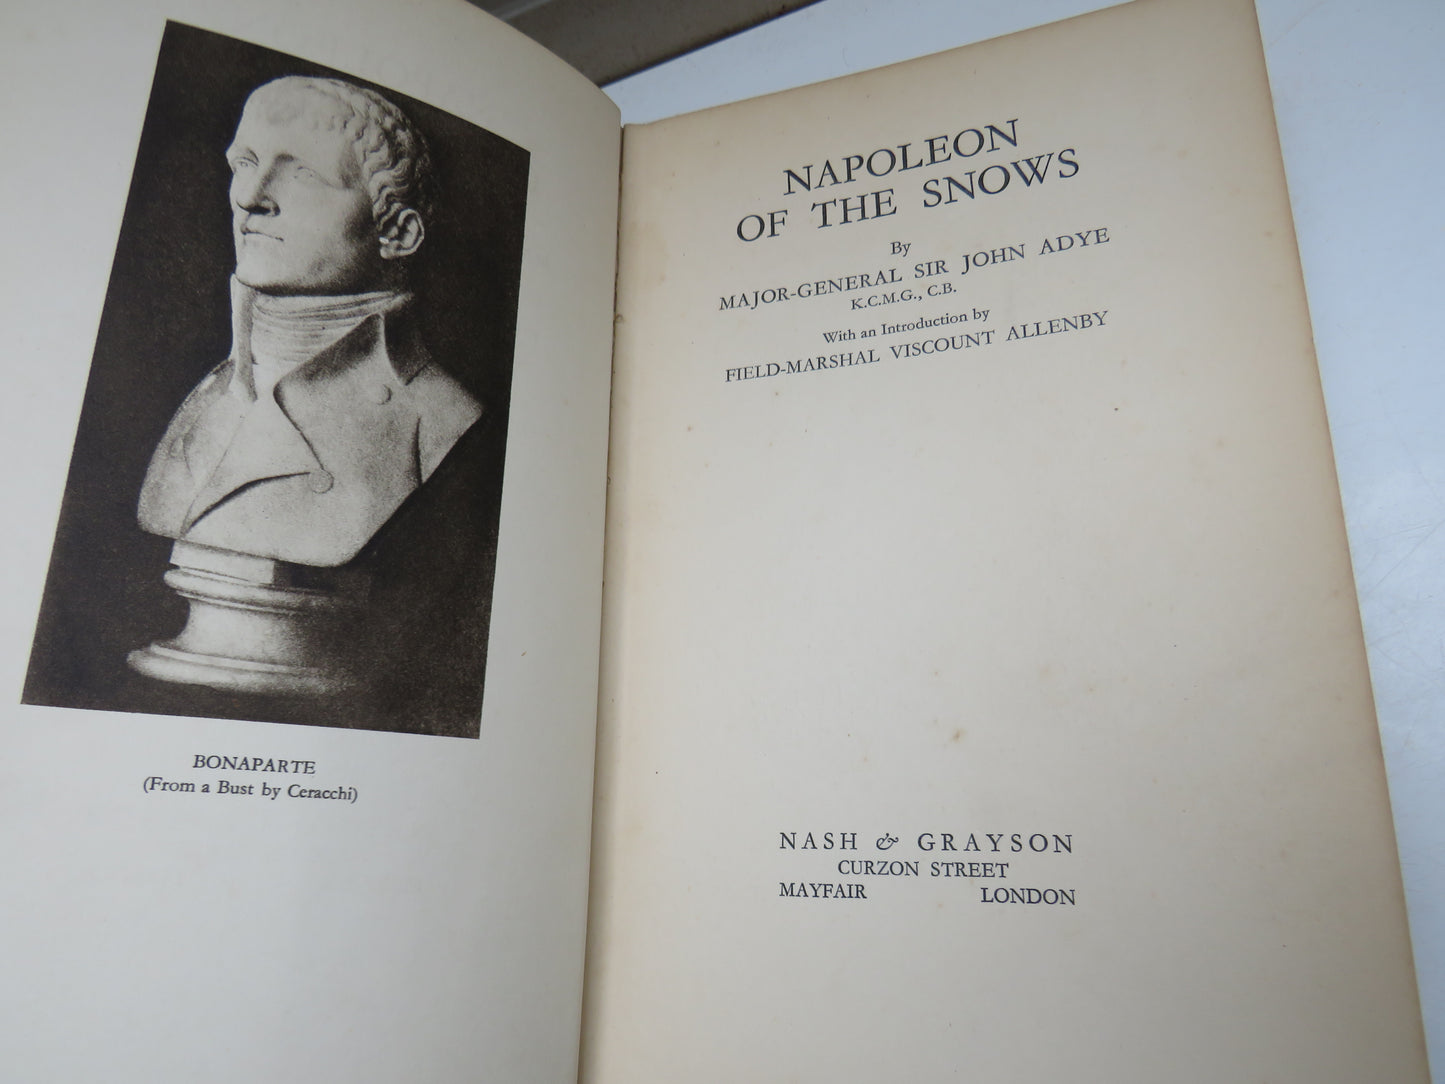 BONAPARTE
(From a Bust by Ceracchi)
NAPOLEON
OF THE SNOWS
By
MAJOR-GENERAL SIR JOHN ADYE
K.C.M.G., C.B.
With an Introduction by
FIELD-MARSHAL VISCOUNT ALLENBY
NASH & GRAYSON
CURZON STREET
MAYFAIR LONDON